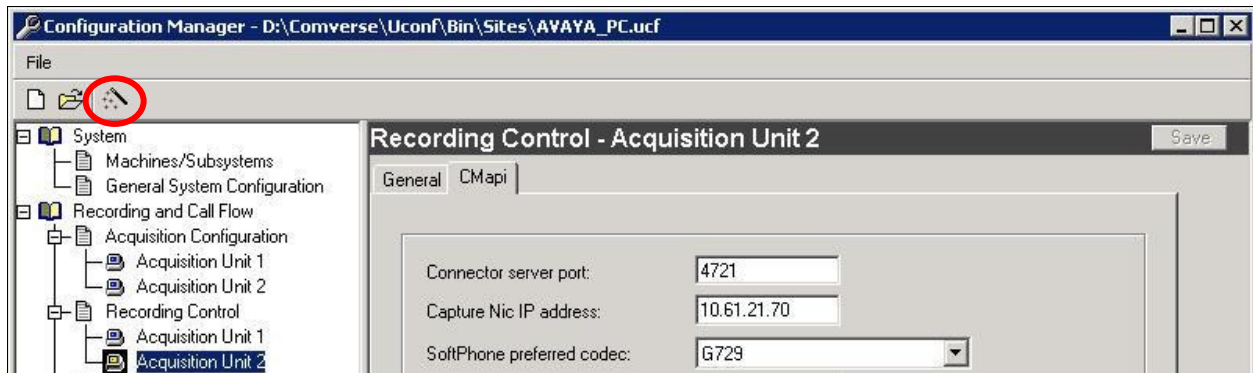 Configuration Manager - D:\Comverse\Uconf\Bin\Sites\AVAYA_PC.ucf
File
System
Machines/Subsystems
General System Configuration
Recording and Call Flow
Acquisition Configuration
Acquisition Unit 1
Acquisition Unit 2
Recording Control
Acquisition Unit 1
Acquisition Unit 2
Recording Control - Acquisition Unit 2 Save
General CMapi
Connector server port: 4721
Capture Nic IP address: 10.61.21.70
SoftPhone preferred codec: G729